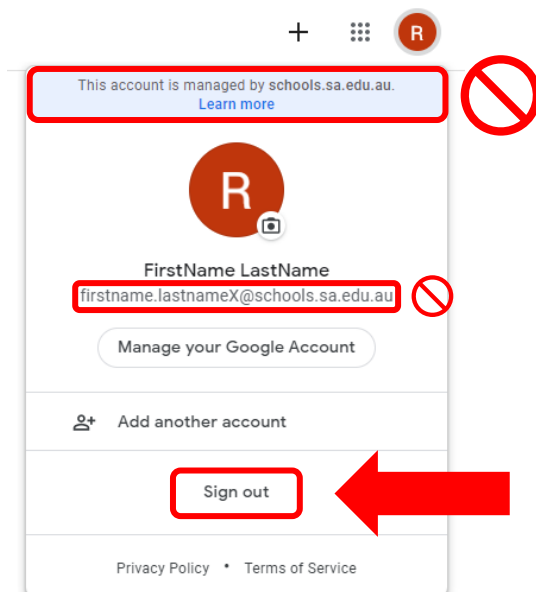 R
This account is managed by schools.sa.edu.au.
Learn more
R
FirstName LastName
firstname.lastnameX@schools.sa.edu.au
Manage your Google Account
Add another account
Sign out
Privacy Policy • Terms of Service